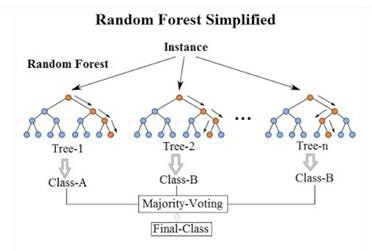 Random Forest Simplified
Instance
Random Forest
...
Tree-1 Tree-2 Tree-n
Class-A Class-B Class-B
Majority-Voting
Final-Class